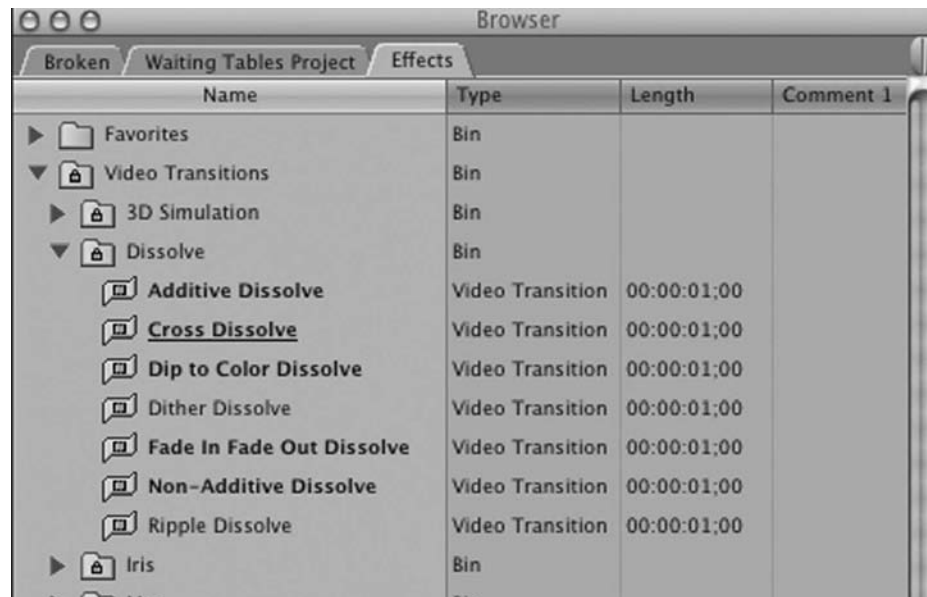 Browser
Broken Waiting Tables Project Effects
Name Type Length Comment 1
Favorites Bin
Video Transitions Bin
3D Simulation Bin
Dissolve Bin
Additive Dissolve Video Transition 00:00:01;00
Cross Dissolve Video Transition 00:00:01;00
Dip to Color Dissolve Video Transition 00:00:01;00
Dither Dissolve Video Transition 00:00:01;00
Fade In Fade Out Dissolve Video Transition 00:00:01;00
Non-Additive Dissolve Video Transition 00:00:01;00
Ripple Dissolve Video Transition 00:00:01;00
Iris Bin